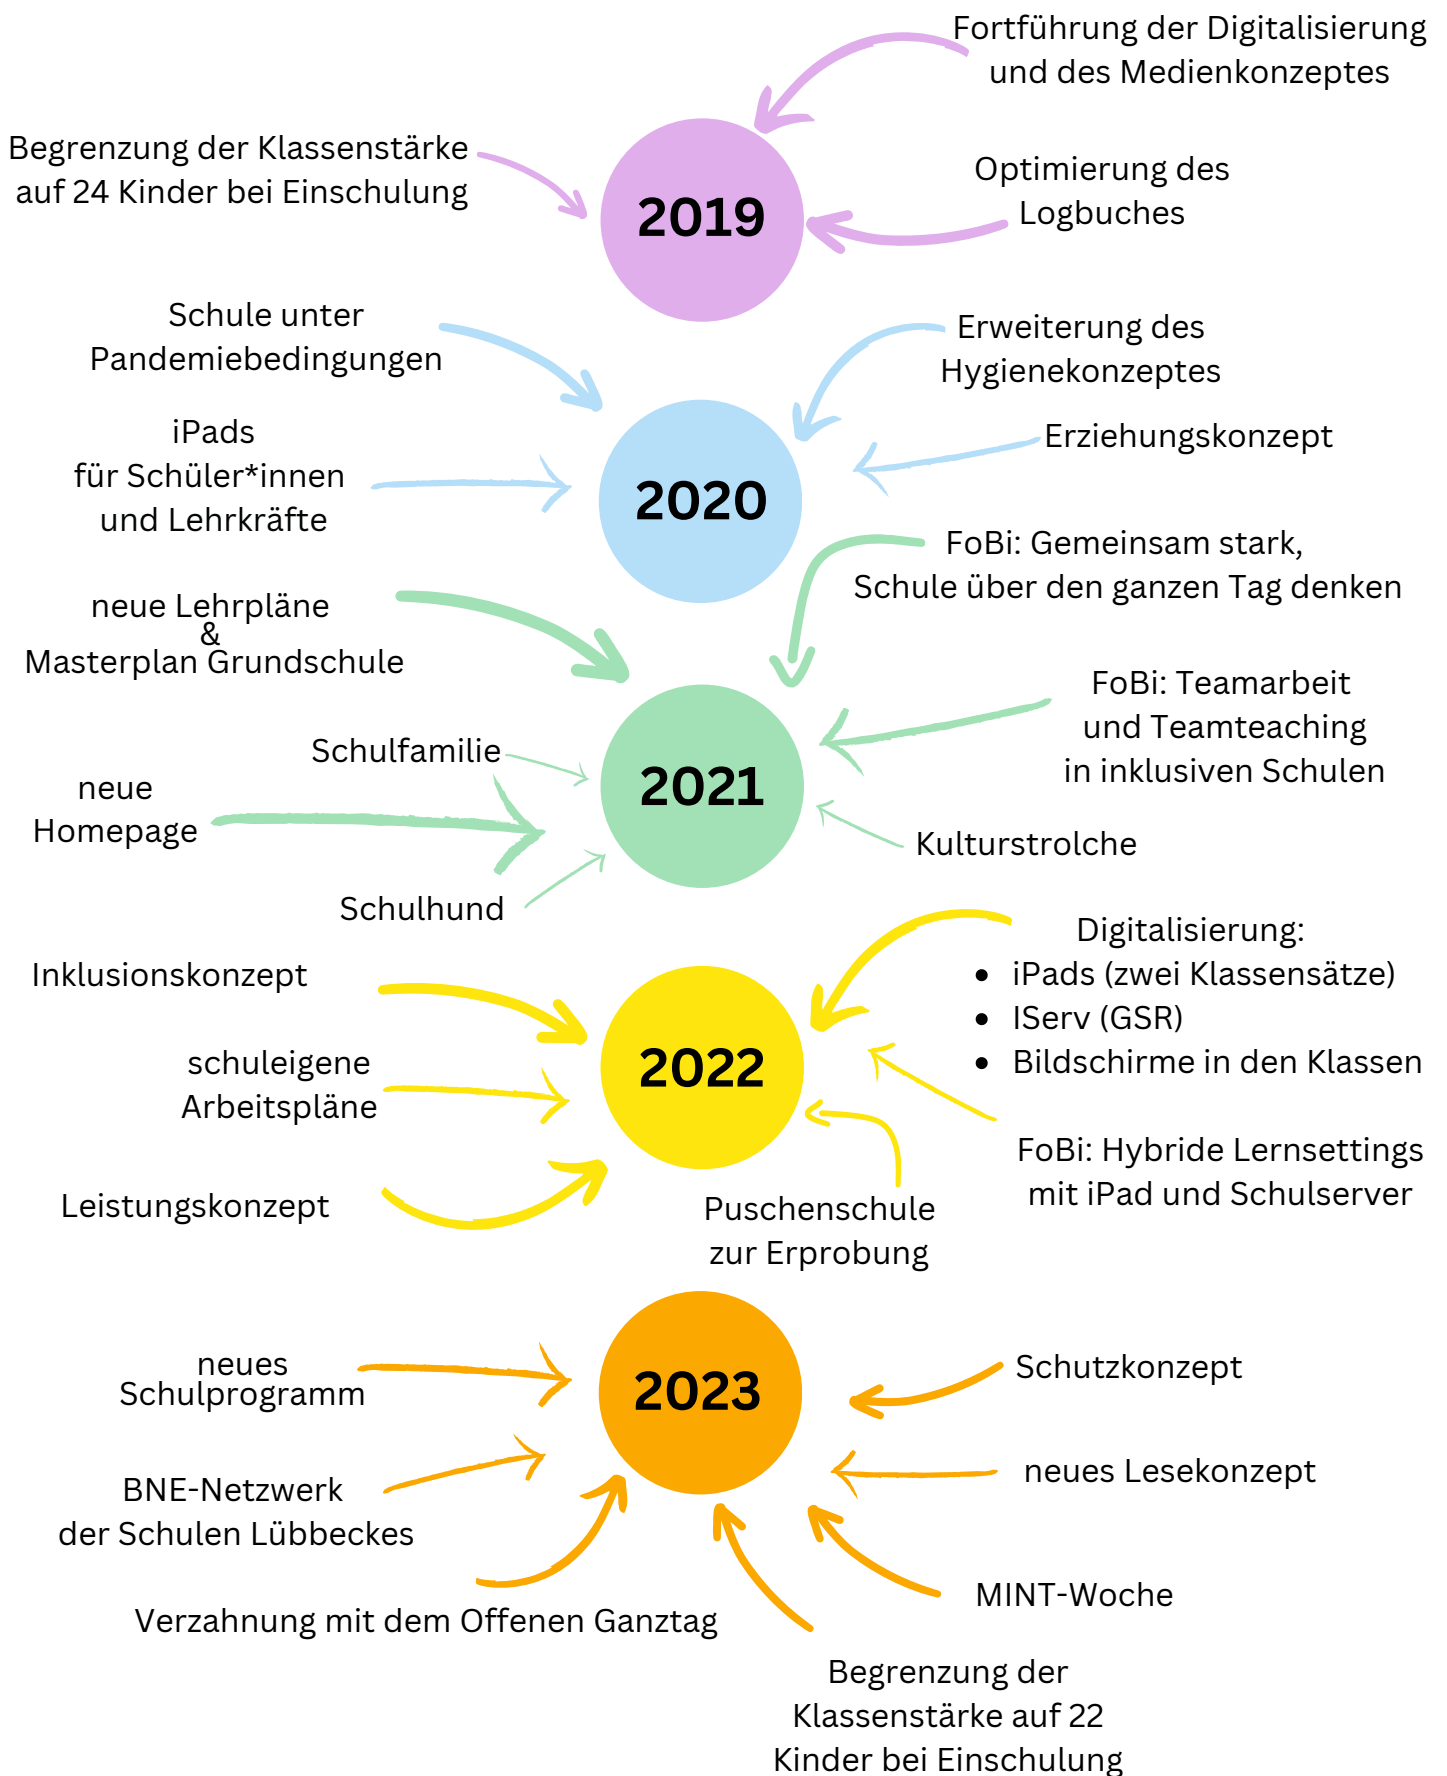 Fortführung der Digitalisierung
und des Medienkonzeptes
Begrenzung der Klassenstärke
auf 24 Kinder bei Einschulung
Optimierung des
Logbuches
2019
Schule unter
Pandemiebedingungen
Erweiterung des
Hygienekonzeptes
iPads
für Schüler*innen
und Lehrkräfte
Erziehungskonzept
2020
FoBi: Gemeinsam stark,
Schule über den ganzen Tag denken
neue Lehrpläne
&
Masterplan Grundschule
FoBi: Teamarbeit
und Teamteaching
in inklusiven Schulen
Schulfamilie
2021
neue
Homepage
Kulturstrolche
Schulhund
Digitalisierung:
• iPads (zwei Klassensätze)
• IServ (GSR)
• Bildschirme in den Klassen
Inklusionskonzept
2022
schuleigene
Arbeitspläne
FoBi: Hybride Lernsettings
mit iPad und Schulserver
Leistungskonzept
Puschenschule
zur Erprobung
neues
Schulprogramm
2023
Schutzkonzept
neues Lesekonzept
BNE-Netzwerk
der Schulen Lübbeckes
MINT-Woche
Verzahnung mit dem Offenen Ganztag
Begrenzung der
Klassenstärke auf 22
Kinder bei Einschulung